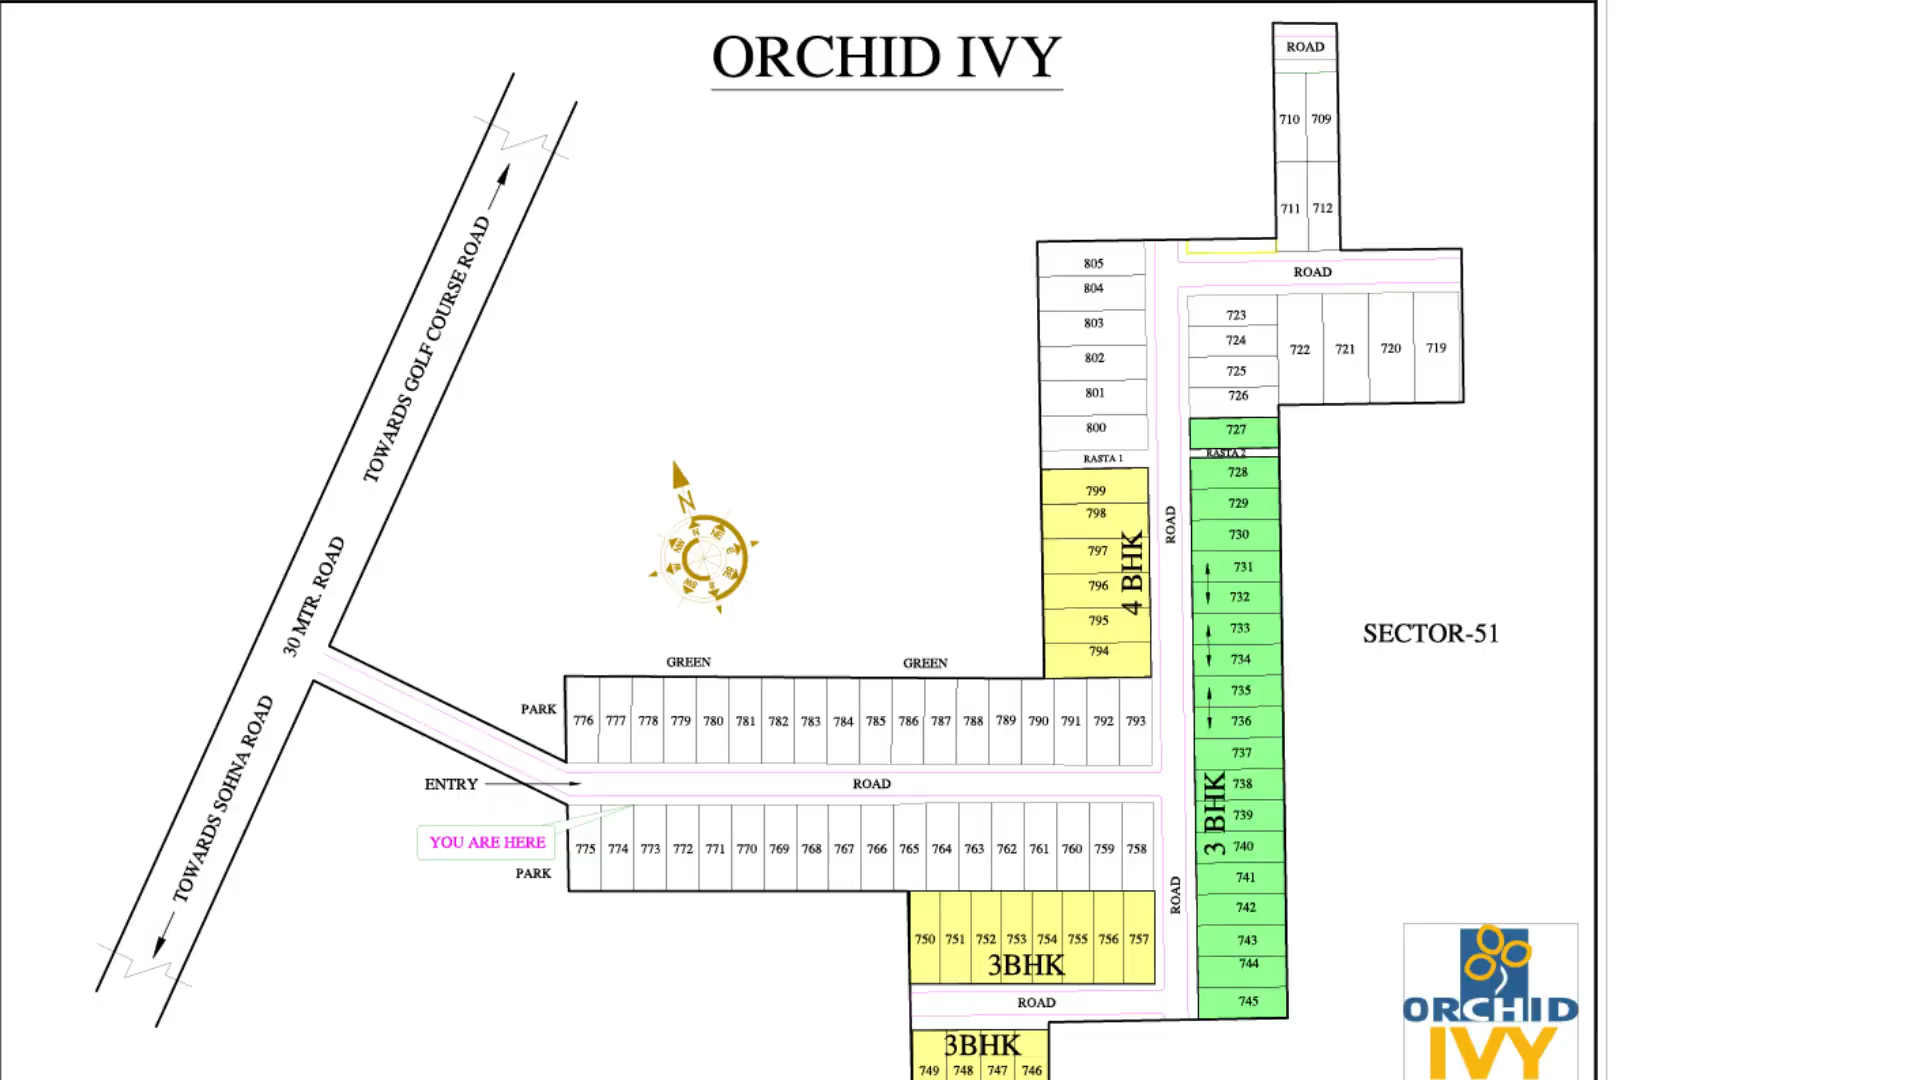 ORCHID IVY
ROAD
710 709
711 712
ROAD
805
804
803
802
801
800
RASTA 1
723
724
725
726
722 721 720 719
727
RASTA 2
728
729
730
731
732
733
734
735
736
737
738
739
740
741
742
743
744
745
3 BHK
799
798
797
796
795
794
4 BHK
ROAD
SECTOR-51
TOWARDS GOLF COURSE ROAD
30 MTR. ROAD
TOWARDS SOHNA ROAD
N
N
NE
E
SE
S
SW
W
NW
GREEN GREEN
PARK
776 777 778 779 780 781 782 783 784 785 786 787 788 789 790 791 792 793
ENTRY
ROAD
YOU ARE HERE
775 774 773 772 771 770 769 768 767 766 765 764 763 762 761 760 759 758
PARK
ROAD
750 751 752 753 754 755 756 757
3BHK
ROAD
3BHK
749 748 747 746
ORCHID
IVY